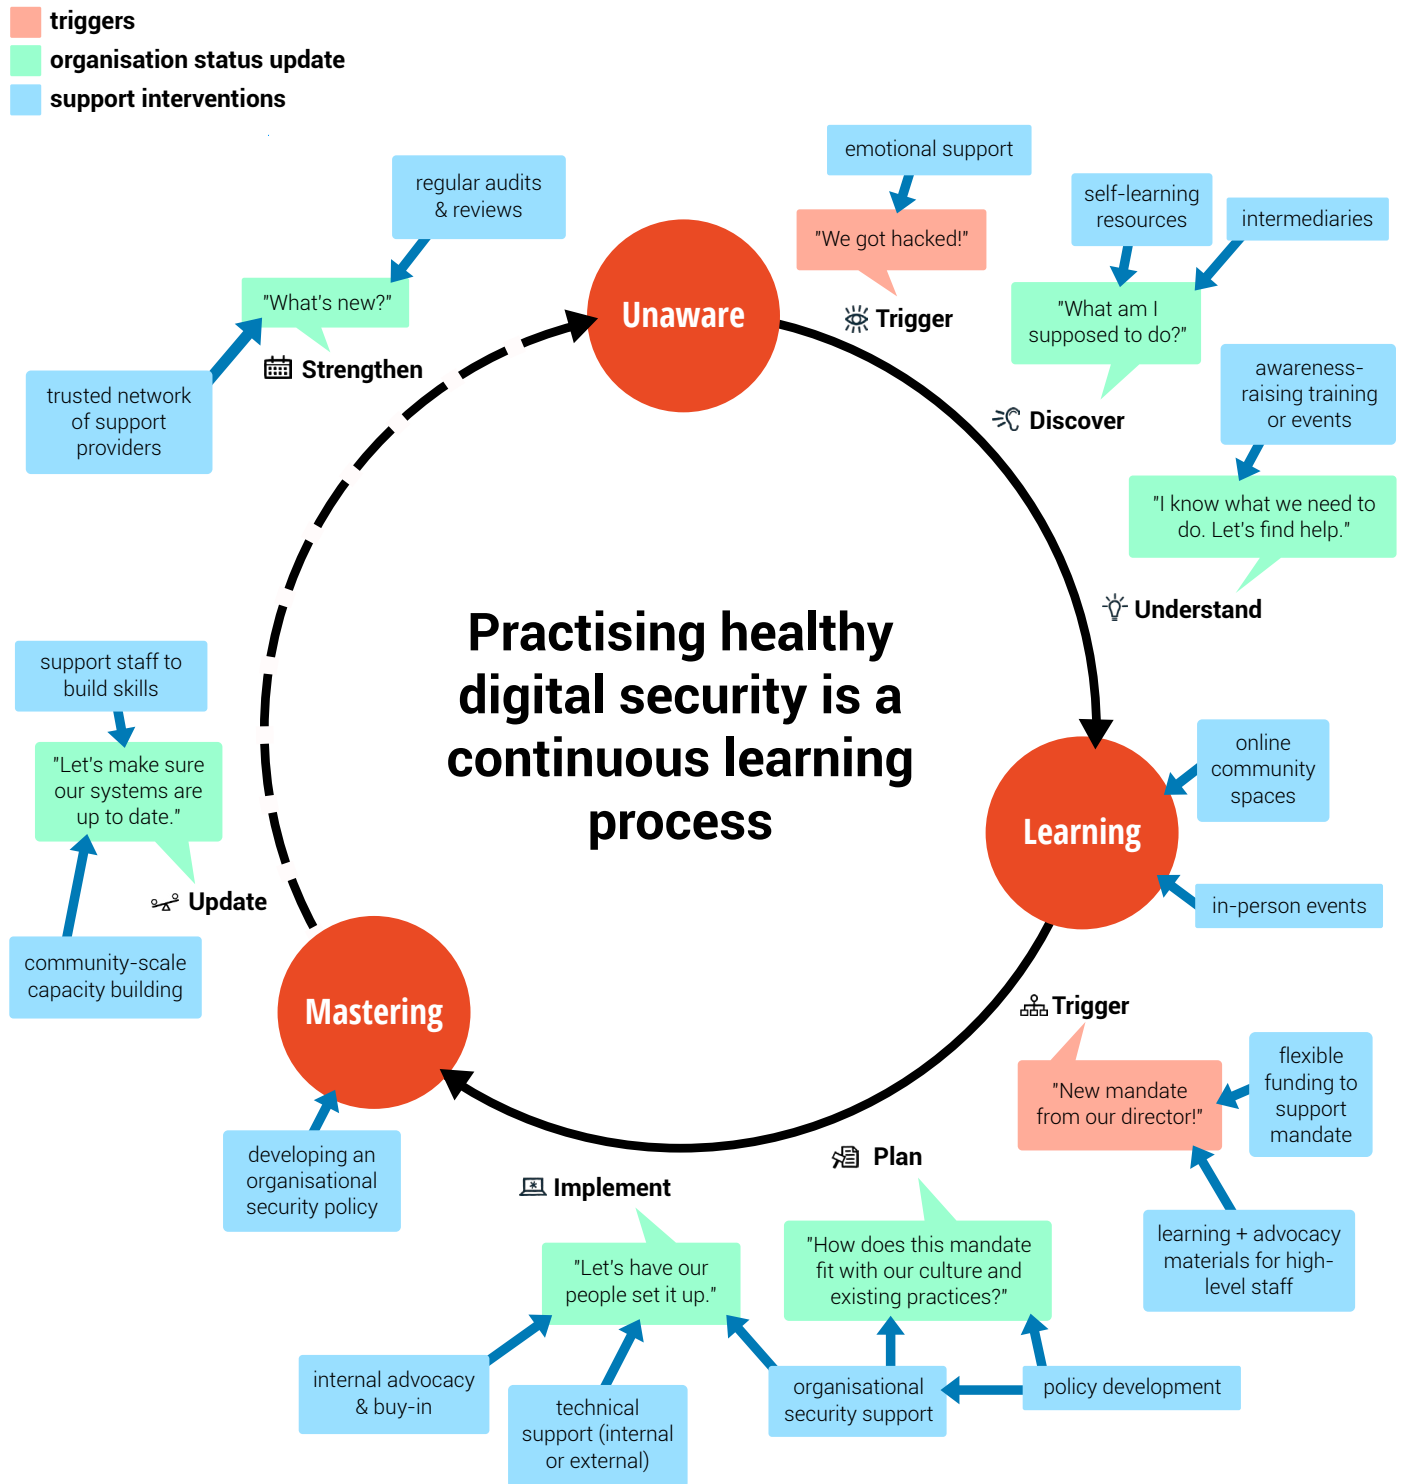 triggers
organisation status update
support interventions
emotional support
"We got hacked!"
Trigger
self-learning
resources
intermediaries
"What am I
supposed to do?"
Discover
awareness-
raising training
or events
"I know what we need to
do. Let's find help."
Understand
regular audits
& reviews
"What's new?"
Strengthen
trusted network
of support
providers
Unaware
Practising healthy
digital security is a
continuous learning
process
support staff to
build skills
"Let's make sure
our systems are
up to date."
Update
community-scale
capacity building
online
community
spaces
Learning
in-person events
Mastering
developing an
organisational
security policy
Trigger
"New mandate
from our director!"
flexible
funding to
support
mandate
learning + advocacy
materials for high-
level staff
Plan
"How does this mandate
fit with our culture and
existing practices?"
Implement
"Let's have our
people set it up."
internal advocacy
& buy-in
technical
support (internal
or external)
organisational
security support
policy development